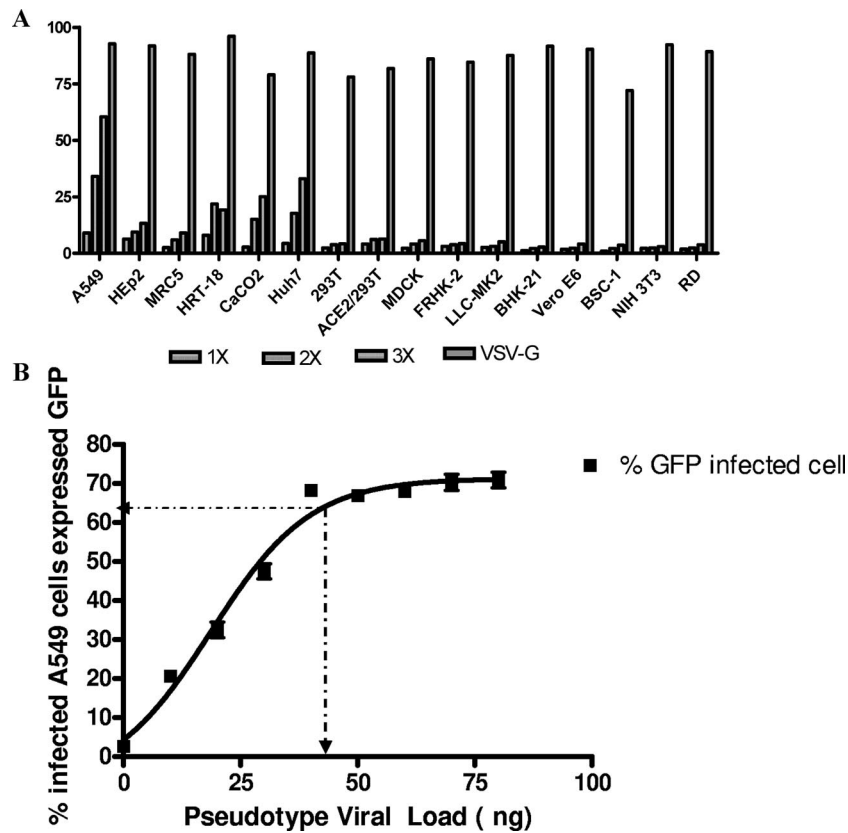 A
100
75
50
25
0
A549
HEp2
MRC5
HRT-18
CaCO2
Huh7
293T
ACE2/293T
MDCK
FRHK-2
LLC-MK2
BHK-21
Vero E6
BSC-1
NIH 3T3
RD
1X 2X 3X VSV-G
B
% infected A549 cells expressed GFP
80
70
60
50
40
30
20
10
0
0 25 50 75 100
Pseudotype Viral Load ( ng)
% GFP infected cell